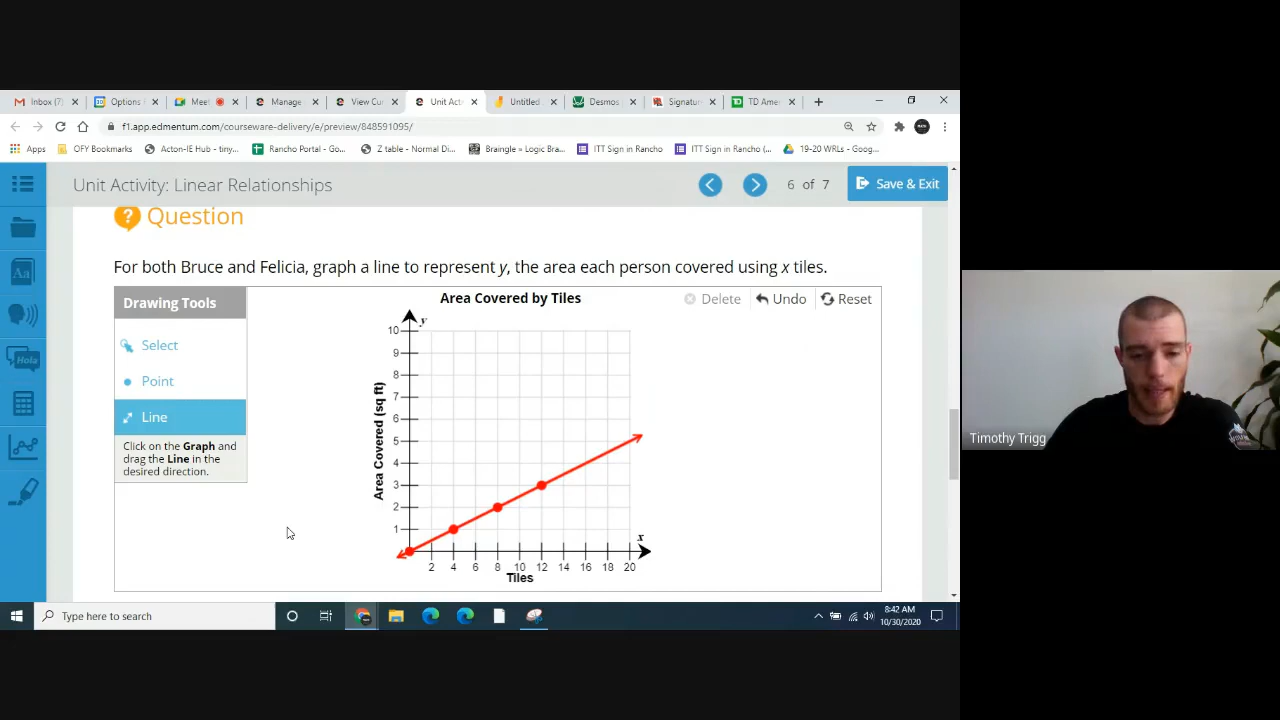 Inbox (7)
Options
Meet
Manage
View Cu
Unit Act
Untitled
Desmos
Signatur
TD Ame
f1.app.edmentum.com/courseware-delivery/e/preview/848591095/
Apps
OFY Bookmarks
Acton-IE Hub - tiny...
Rancho Portal - Go...
Z table - Normal Di...
Braingle » Logic Bra...
ITT Sign in Rancho
ITT Sign in (Ranch...
19-20 WRLs - Goog...
Unit Activity: Linear Relationships
6 of 7
Save & Exit
Question
For both Bruce and Felicia, graph a line to represent y, the area each person covered using x tiles.
Drawing Tools
Select
Point
Line
Click on the Graph and
drag the Line in the
desired direction.
Area Covered by Tiles
Delete
Undo
Reset
y
10
9
8
7
6
5
4
3
2
1
Area Covered (sq ft)
x
2 4 6 8 10 12 14 16 18 20
Tiles
Aa
Hola
Timothy Trigg
Type here to search
8:42 AM
10/30/2020